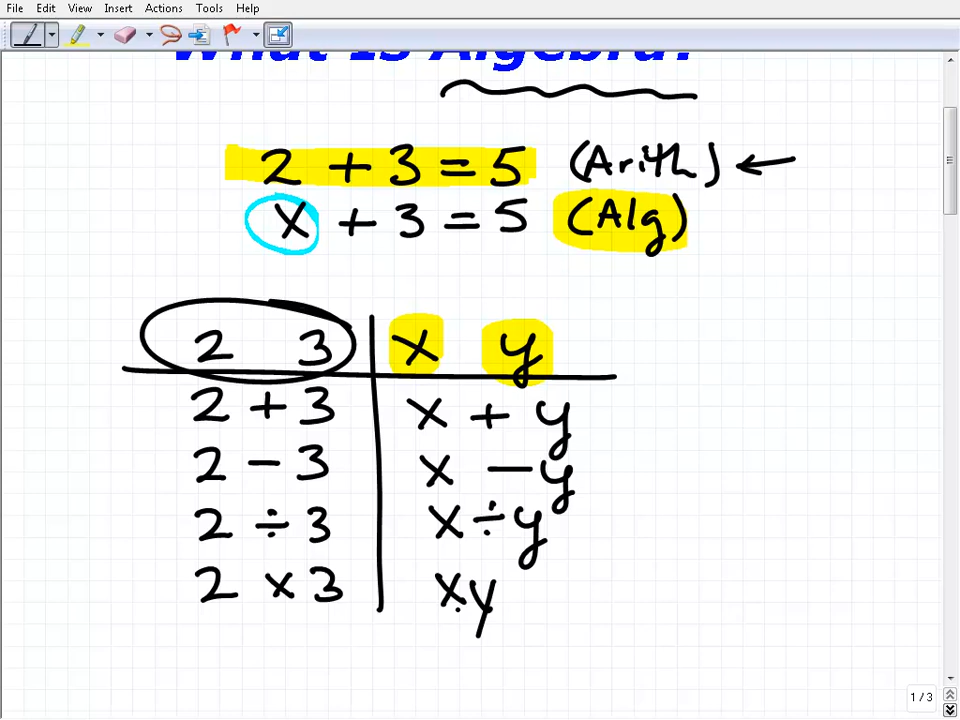 File Edit View Insert Actions Tools Help
What Is Algebra?
2 + 3 = 5 (Arith) ←
x + 3 = 5 (Alg)
2 3 x y
2 + 3 x + y
2 - 3 x - y
2 ÷ 3 x ÷ y
2 × 3 xy
1 / 3